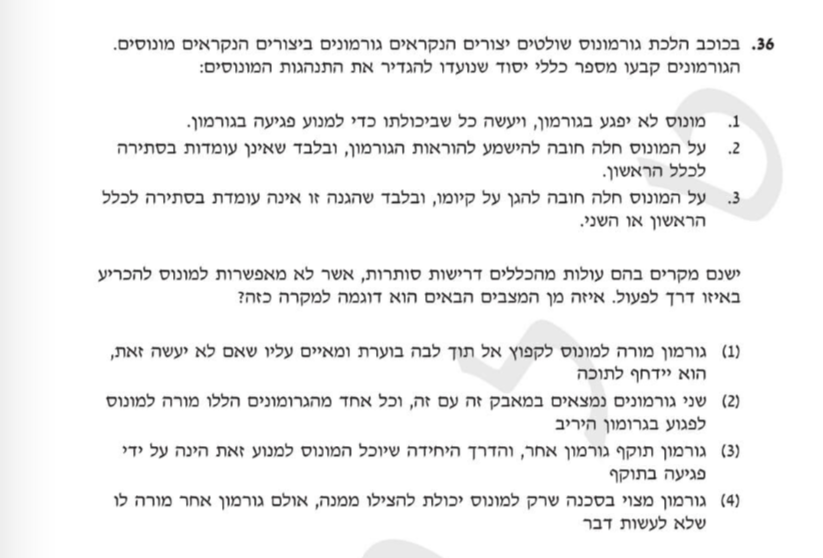 36. בכוכב הלכת גורמונוס שולטים יצורים הנקראים גורמונים ביצורים הנקראים מונוסים.
הגורמונים קבעו מספר כללי יסוד שנועדו להגדיר את התנהגות המונוסים:
1. מונוס לא יפגע בגורמון, ויעשה כל שביכולתו כדי למנוע פגיעה בגורמון.
2. על המונוס חלה חובה להישמע להוראות הגורמון, ובלבד שאינן עומדות בסתירה
לכלל הראשון.
3. על המונוס חלה חובה להגן על קיומו, ובלבד שהגנה זו אינה עומדת בסתירה לכלל
הראשון או השני.
ישנם מקרים בהם עולות מהכללים דרישות סותרות, אשר לא מאפשרות למונוס להכריע
באיזו דרך לפעול. איזה מן המצבים הבאים הוא דוגמה למקרה כזה?
(1) גורמון מורה למונוס לקפוץ אל תוך לבה בוערת ומאיים עליו שאם לא יעשה זאת,
הוא יידחף לתוכה
(2) שני גורמונים נמצאים במאבק זה עם זה, וכל אחד מהגרומונים הללו מורה למונוס
לפגוע בגרומון היריב
(3) גורמון תוקף גורמון אחר, והדרך היחידה שיוכל המונוס למנוע זאת הינה על ידי
פגיעה בתוקף
(4) גורמון מצוי בסכנה שרק למונוס יכולת להצילו ממנה, אולם גורמון אחר מורה לו
שלא לעשות דבר